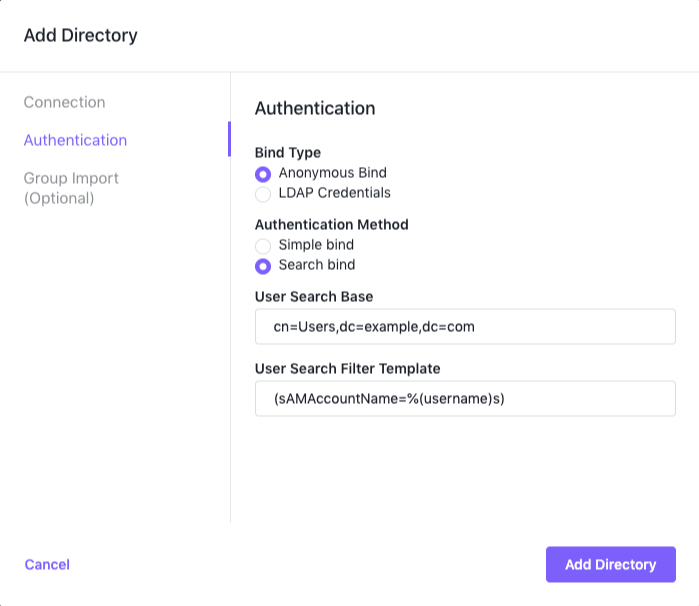 Add Directory
Connection
Authentication
Group Import
(Optional)
Authentication
Bind Type
Anonymous Bind
LDAP Credentials
Authentication Method
Simple bind
Search bind
User Search Base
cn=Users,dc=example,dc=com
User Search Filter Template
(sAMAccountName=%(username)s)
Cancel
Add Directory